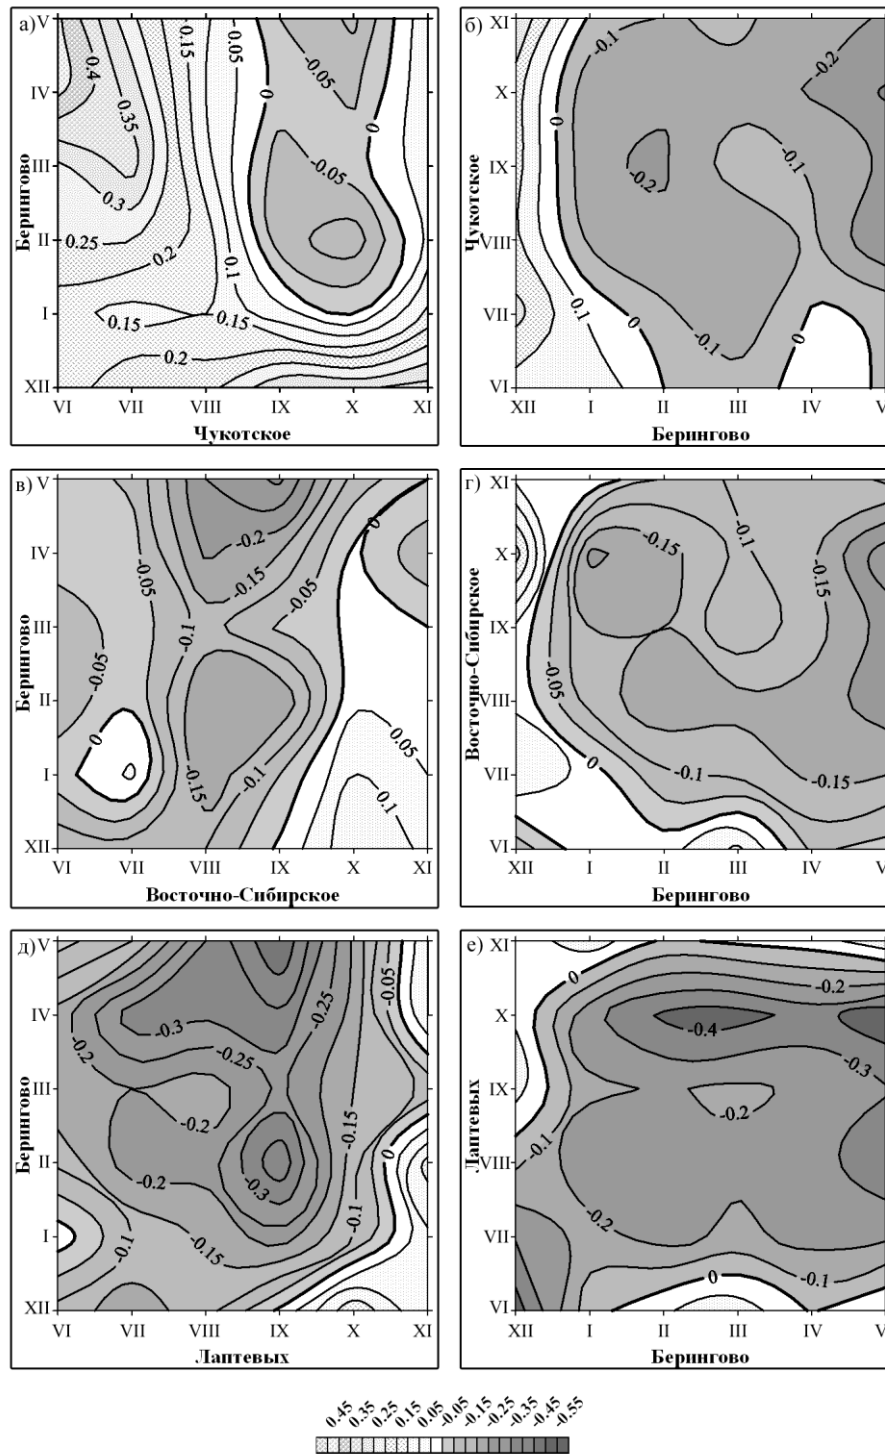 а) V
0.15
0.05
0.4
-0.05
IV
0
0.35
0
III
-0.05
0.3
II
0.25
0.2
0.1
I
0.15
0.15
0.2
XII
VI VII VIII IX X XI
Берингово
Чукотское
б) XI
-0.1
-0.2
X
0
-0.1
IX
-0.2
VIII
VII
0.1
0
0
-0.1
VI
XII I II III IV V
Чукотское
Берингово
в) V
0
-0.2
IV
-0.05
-0.15
-0.05
III
-0.1
-0.05
II
0
0.05
I
-0.15
-0.1
0.1
XII
VI VII VIII IX X XI
Берингово
Восточно-Сибирское
г) XI
-0.1
-0.15
X
-0.15
IX
-0.05
VIII
VII
-0.1
-0.15
0
VI
XII I II III IV V
Восточно-Сибирское
Берингово
д) V
-0.05
-0.25
IV
-0.3
-0.2
-0.25
III
-0.2
-0.15
II
-0.2
-0.3
0
I
-0.1
-0.15
-0.1
XII
VI VII VIII IX X XI
Берингово
Лаптевых
е) XI
0
-0.2
X
-0.4
-0.3
IX
-0.2
-0.1
VIII
-0.2
VII
0
-0.1
VI
XII I II III IV V
Лаптевых
Берингово
0.45 0.35 0.25 0.15 0.05 -0.05 -0.15 -0.25 -0.35 -0.45 -0.55